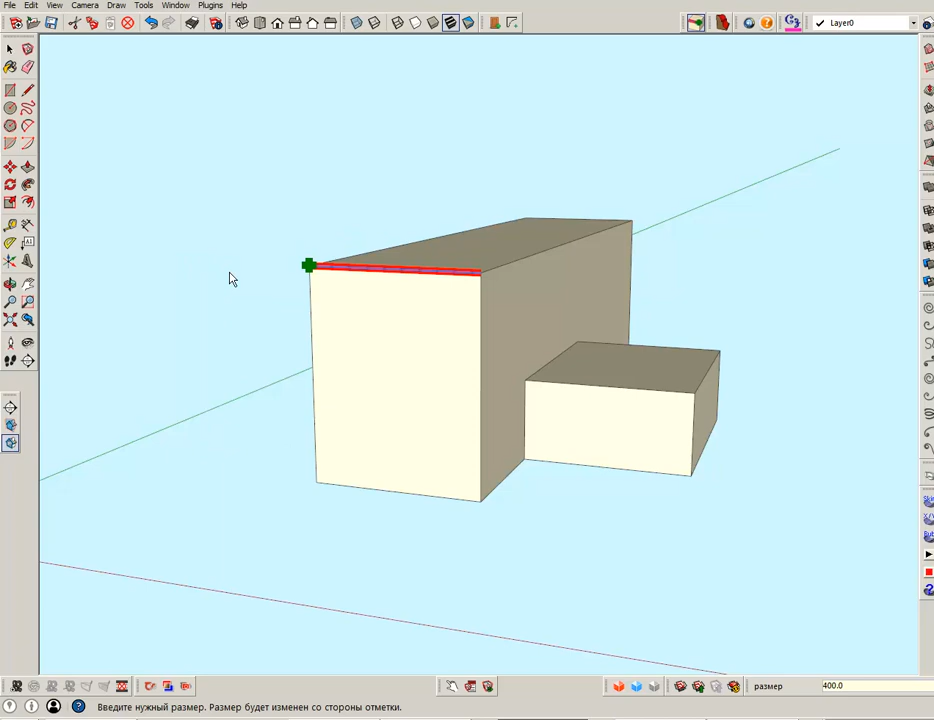 File Edit View Camera Draw Tools Window Plugins Help
Layer0
размер 400.0
Введите нужный размер. Размер будет изменен со стороны отметки.